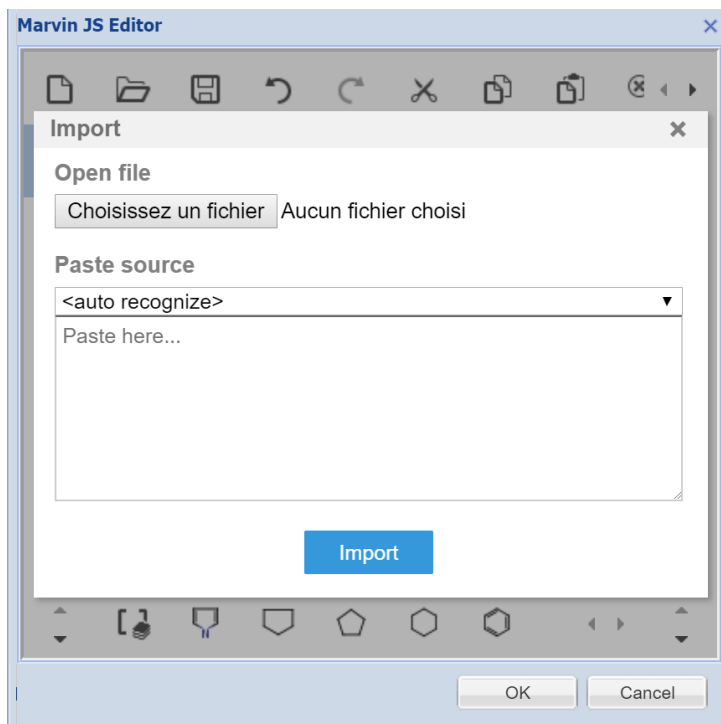 Marvin JS Editor
Import
Open file
Choisissez un fichier Aucun fichier choisi
Paste source
<auto recognize>
Paste here...
Import
OK Cancel